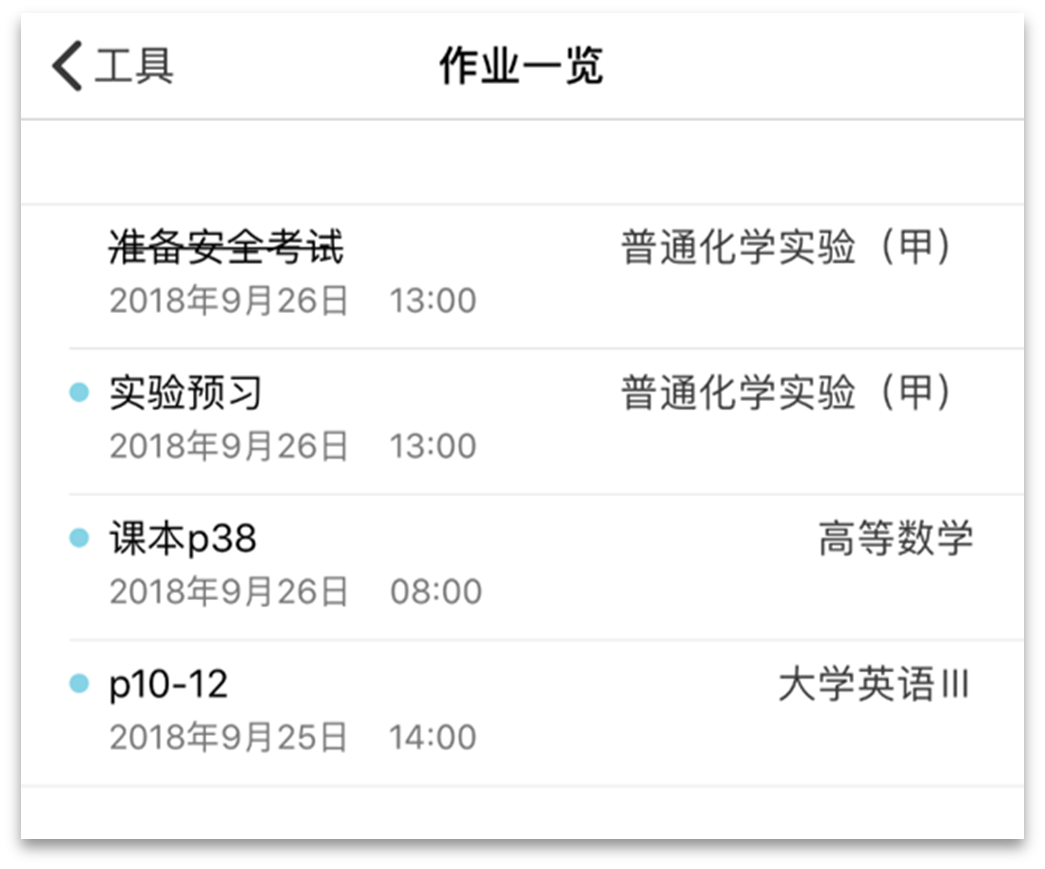 工具 作业一览
准备安全考试 普通化学实验（甲）
2018年9月26日 13:00
实验预习 普通化学实验（甲）
2018年9月26日 13:00
课本p38 高等数学
2018年9月26日 08:00
p10-12 大学英语Ⅲ
2018年9月25日 14:00